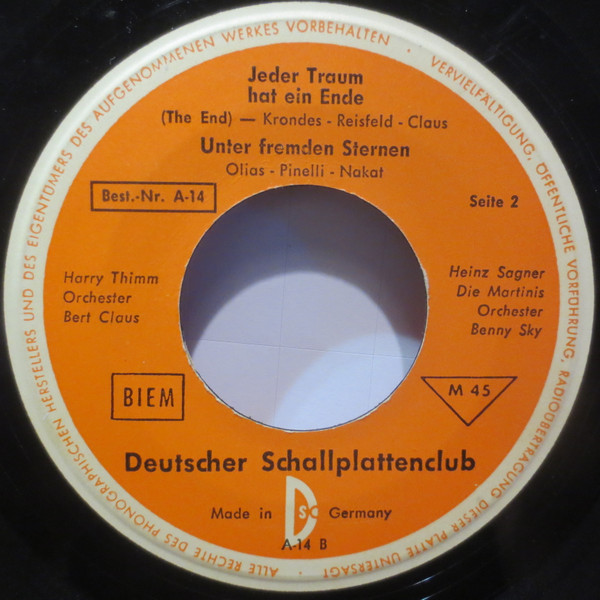 Jeder Traum
hat ein Ende
(The End) — Krondes - Reisfeld - Claus
Unter fremden Sternen
Olias - Pinelli - Nakat
Best.-Nr. A-14
Seite 2
Harry Thimm
Orchester
Bert Claus
Heinz Sagner
Die Martinis
Orchester
Benny Sky
BIEM
M 45
Deutscher Schallplattenclub
Made in DSC Germany
A-14 B
ALLE RECHTE DES PHONOGRAPHISCHEN HERSTELLERS UND DES EIGENTÜMERS DES AUFGENOMMENEN WERKES VORBEHALTEN · VERVIELFÄLTIGUNG, ÖFFENTLICHE VORFÜHRUNG, RADIOÜBERTRAGUNG DIESER PLATTE UNTERSAGT ·